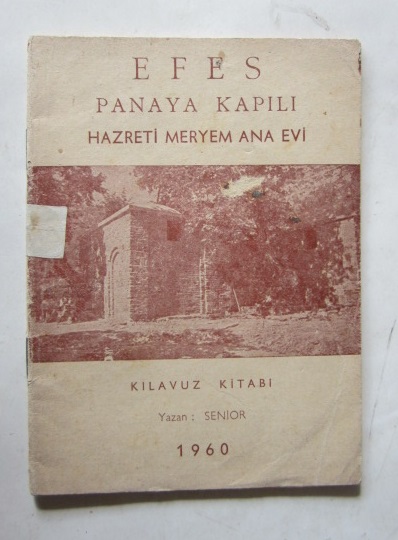 EFES
PANAYA KAPILI
HAZRETİ MERYEM ANA EVİ
KILAVUZ KİTABI
Yazan : SENIOR
1960